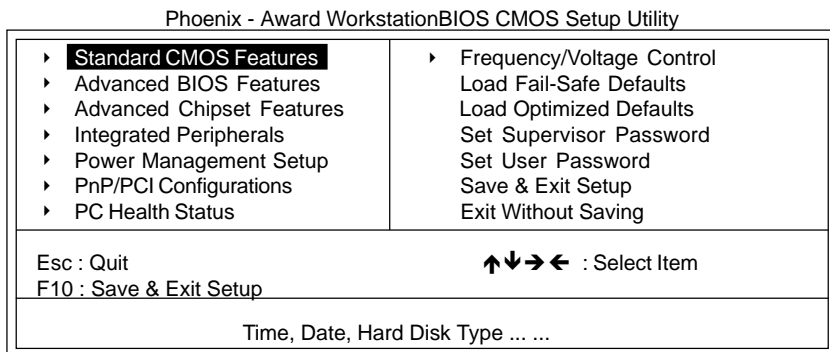 Phoenix - Award WorkstationBIOS CMOS Setup Utility
‣ Standard CMOS Features
‣ Advanced BIOS Features
‣ Advanced Chipset Features
‣ Integrated Peripherals
‣ Power Management Setup
‣ PnP/PCI Configurations
‣ PC Health Status
‣ Frequency/Voltage Control
Load Fail-Safe Defaults
Load Optimized Defaults
Set Supervisor Password
Set User Password
Save & Exit Setup
Exit Without Saving
Esc : Quit
F10 : Save & Exit Setup
↑↓→← : Select Item
Time, Date, Hard Disk Type ... ...